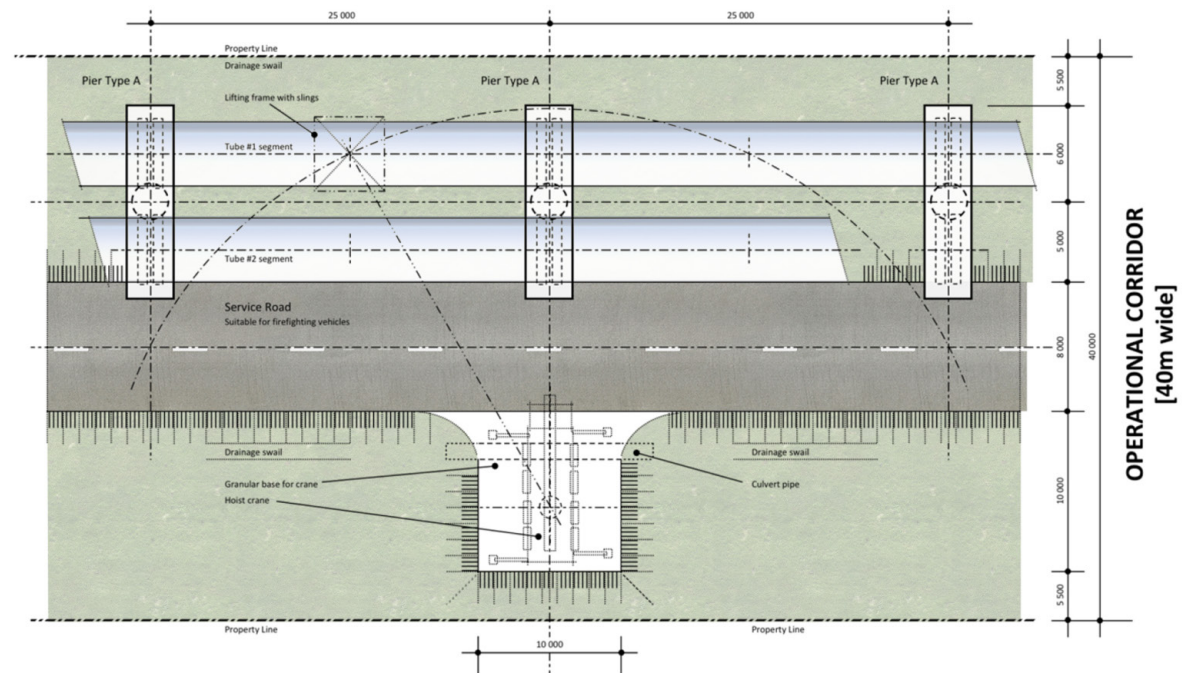 25 000
25 000
Property Line
Drainage swail
Pier Type A
Pier Type A
Pier Type A
Lifting frame with slings
Tube #1 segment
Tube #2 segment
Service Road
Suitable for firefighting vehicles
Drainage swail
Drainage swail
Granular base for crane
Culvert pipe
Hoist crane
Property Line
Property Line
10 000
5 500
6 000
5 000
8 000
10 000
5 500
40 000
OPERATIONAL CORRIDOR
[40m wide]